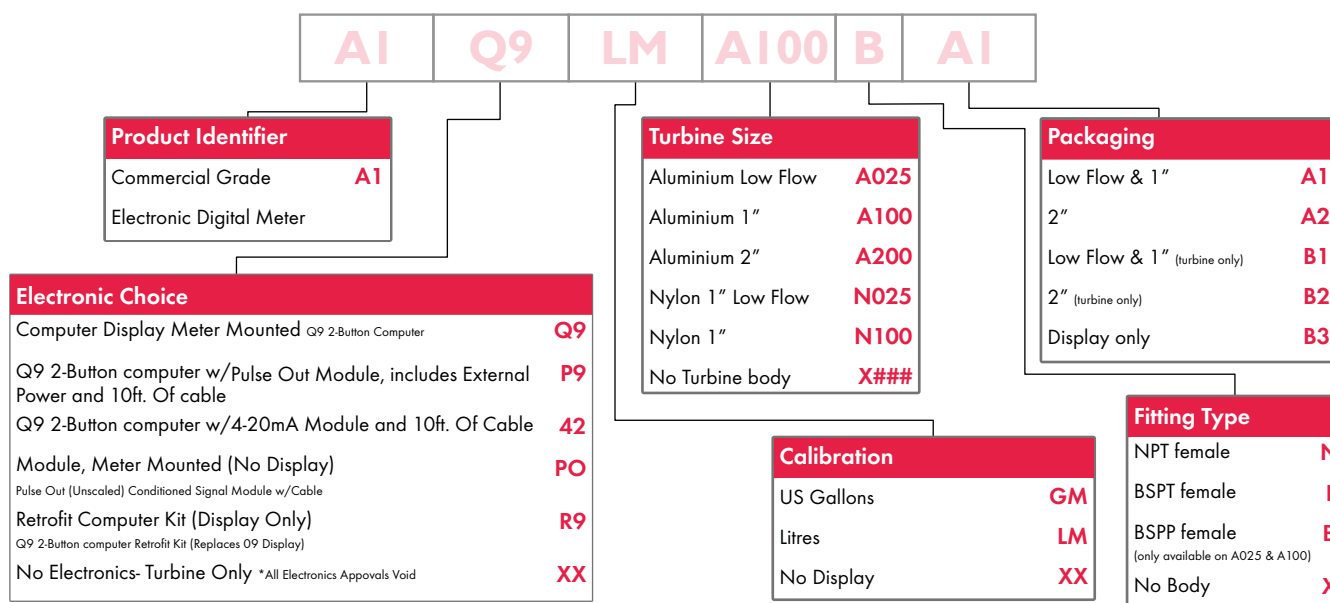 A1 Q9 LM A100 B A1
Product Identifier
Commercial Grade A1
Electronic Digital Meter
Electronic Choice
Computer Display Meter Mounted Q9 2-Button Computer Q9
Q9 2-Button computer w/Pulse Out Module, includes External P9
Power and 10ft. Of cable
Q9 2-Button computer w/4-20mA Module and 10ft. Of Cable 42
Module, Meter Mounted (No Display) PO
Pulse Out (Unscaled) Conditioned Signal Module w/Cable
Retrofit Computer Kit (Display Only) R9
Q9 2-Button computer Retrofit Kit (Replaces 09 Display)
No Electronics- Turbine Only *All Electronics Appovals Void XX
Turbine Size
Aluminium Low Flow A025
Aluminium 1” A100
Aluminium 2” A200
Nylon 1” Low Flow N025
Nylon 1” N100
No Turbine body X###
Calibration
US Gallons GM
Litres LM
No Display XX
Packaging
Low Flow & 1” A1
2” A2
Low Flow & 1” (turbine only) B1
2” (turbine only) B2
Display only B3
Fitting Type
NPT female
BSPT female
BSPP female
(only available on A025 & A100)
No Body